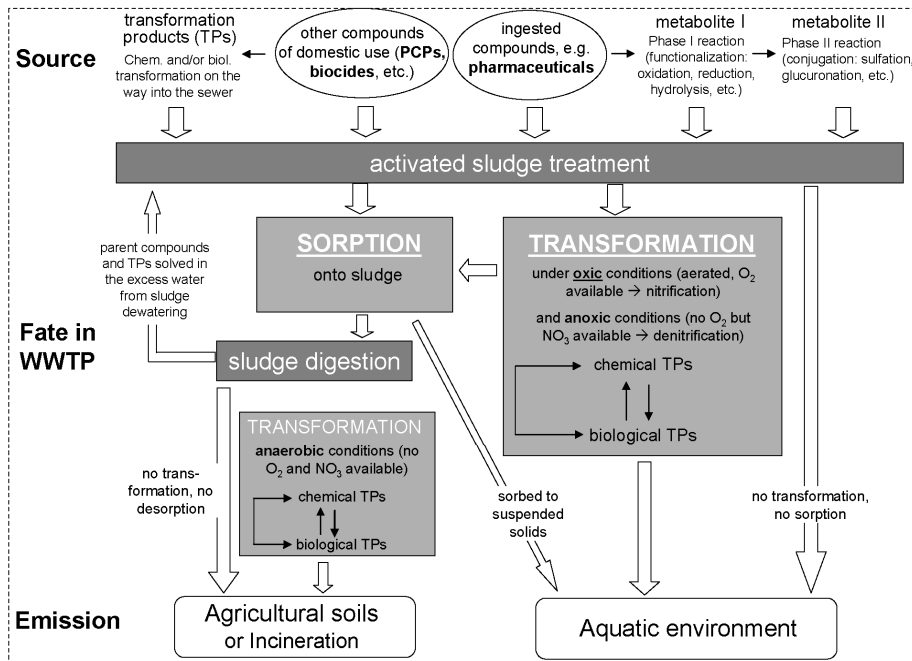 Source
transformation
products (TPs)
Chem. and/or biol.
transformation on the
way into the sewer
other compounds
of domestic use (PCPs,
biocides, etc.)
ingested
compounds, e.g.
pharmaceuticals
metabolite I
Phase I reaction
(functionalization:
oxidation, reduction,
hydrolysis, etc.)
metabolite II
Phase II reaction
(conjugation: sulfation,
glucuronation, etc.)
activated sludge treatment
Fate in
WWTP
parent compounds
and TPs solved in
the excess water
from sludge
dewatering
SORPTION
onto sludge
TRANSFORMATION
under oxic conditions (aerated, O2
available → nitrification)
and anoxic conditions (no O2 but
NO3 available → denitrification)
chemical TPs
biological TPs
sludge digestion
TRANSFORMATION
anaerobic conditions (no
O2 and NO3 available)
chemical TPs
biological TPs
no trans-
formation, no
desorption
sorbed to
suspended
solids
no transformation,
no sorption
Emission
Agricultural soils
or Incineration
Aquatic environment